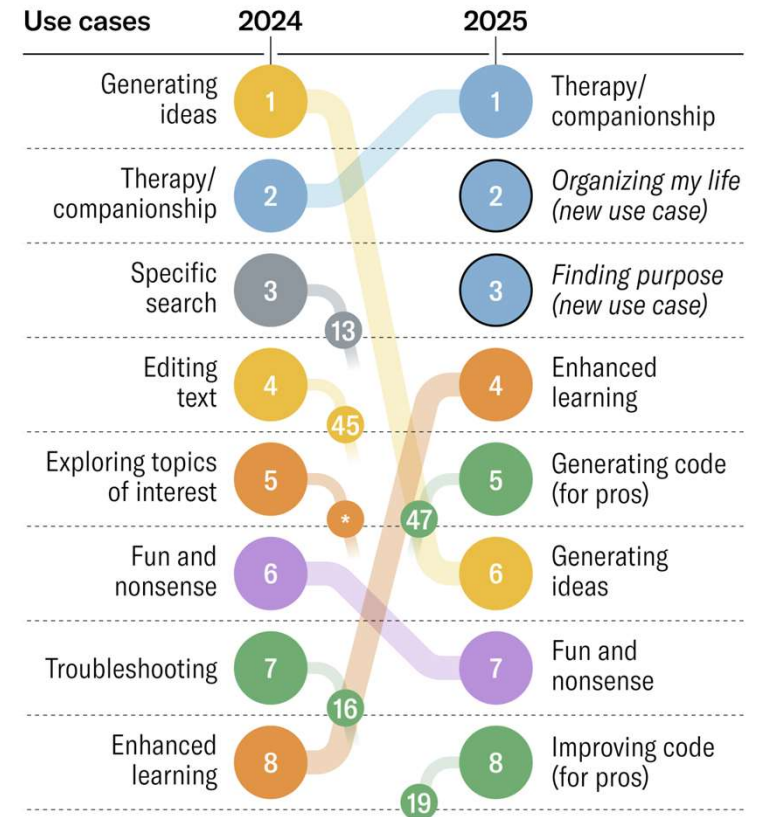 Use cases 2024 2025
Generating
ideas
1
1
Therapy/
companionship
Therapy/
companionship
2
2
Organizing my life
(new use case)
Specific
search
3
13
3
Finding purpose
(new use case)
Editing
text
4
45
4
Enhanced
learning
Exploring topics
of interest
5
*
47
5
Generating code
(for pros)
Fun and
nonsense
6
6
Generating
ideas
Troubleshooting
7
16
7
Fun and
nonsense
Enhanced
learning
8
19
8
Improving code
(for pros)